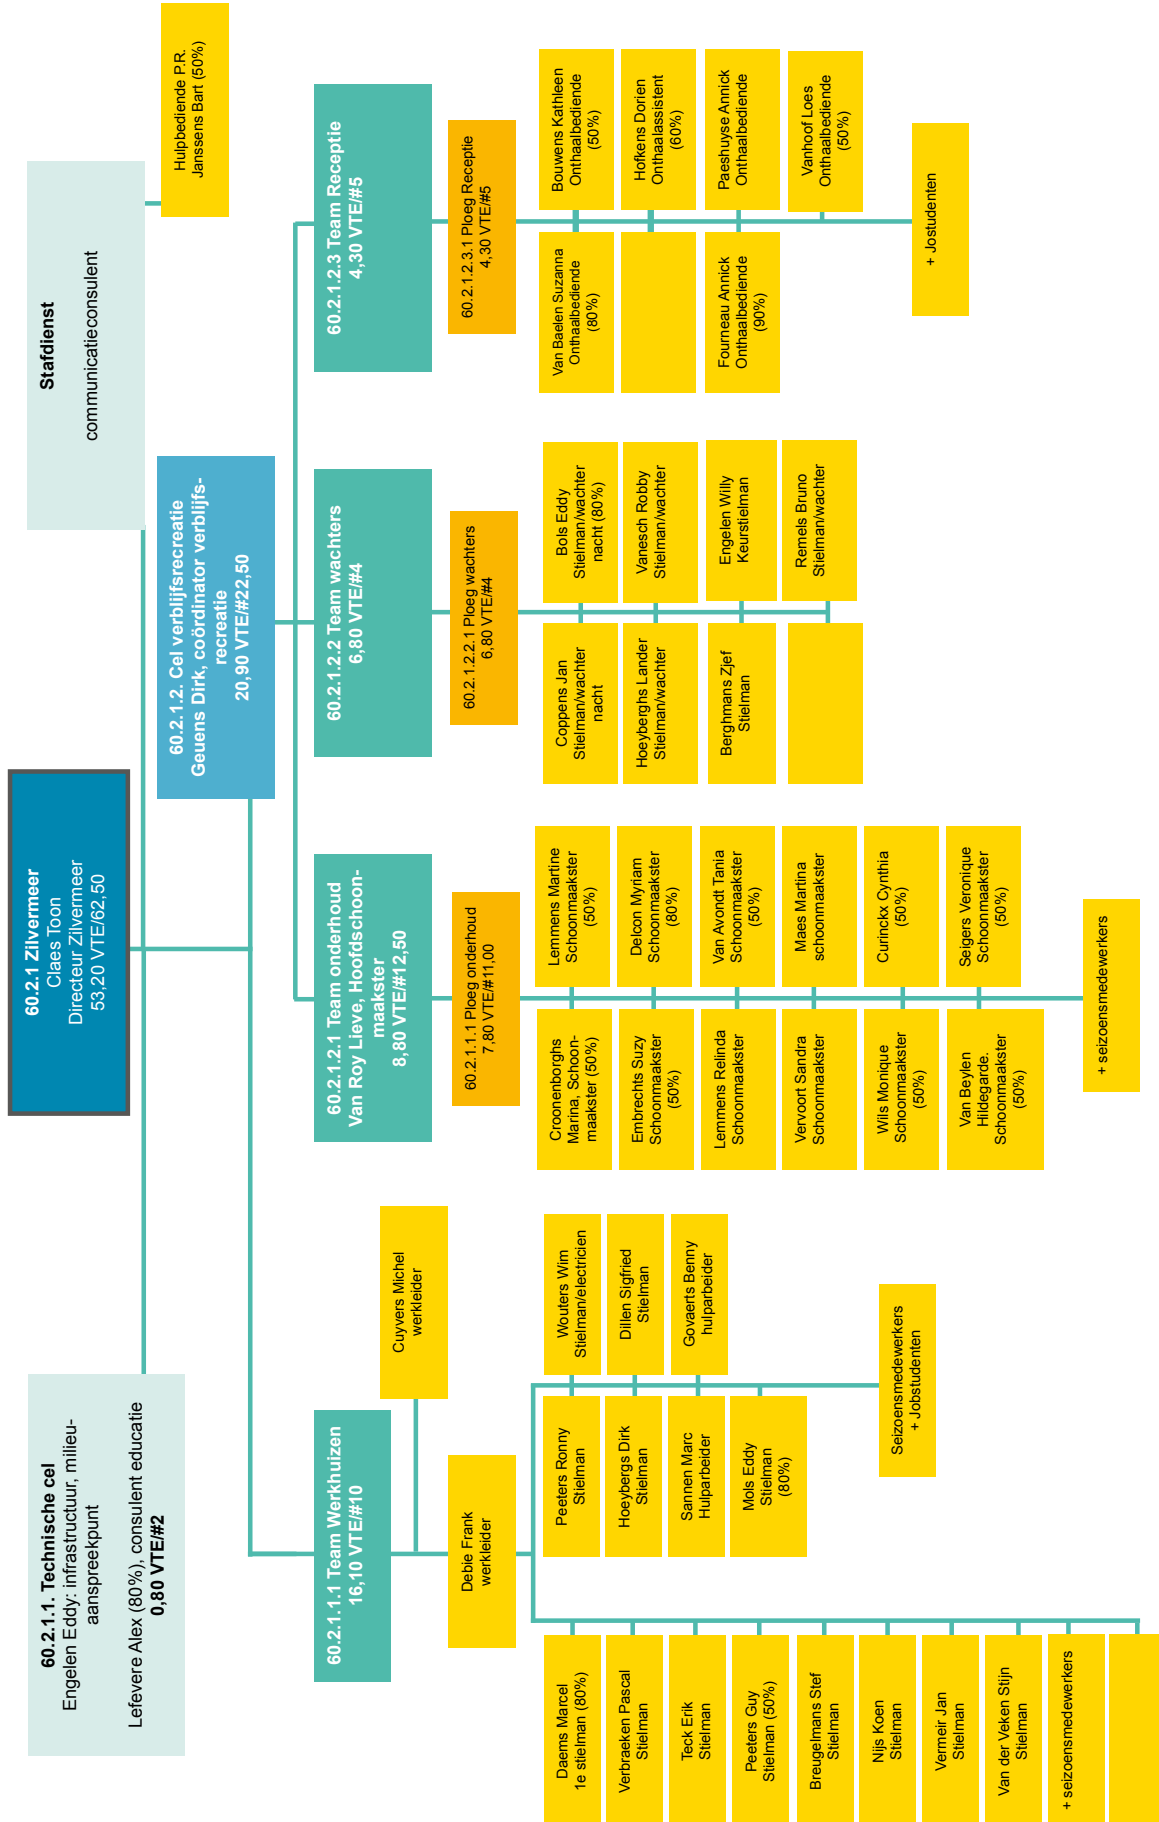 60.2.1 Zilvermeer
Claes Toon
Directeur Zilvermeer
53,20 VTE/62,50
60.2.1.1. Technische cel
Engelen Eddy: infrastructuur, milieu-
aanspreekpunt
Lefevere Alex (80%), consulent educatie
0,80 VTE/#2
Stafdienst
communicatieconsulent
Hulpbediende P.R.
Janssens Bart (50%)
60.2.1.2. Cel verblijfsrecreatie
Geuens Dirk, coördinator verblijfs-
recreatie
20,90 VTE/#22,50
60.2.1.1.1 Team Werkhuizen
16,10 VTE/#10
Cuyvers Michel
werkleider
Debie Frank
werkleider
Daems Marcel
1e stielman (80%)
Verbraeken Pascal
Stielman
Teck Erik
Stielman
Peeters Guy
Stielman (50%)
Breugelmans Stef
Stielman
Nijs Koen
Stielman
Vermeir Jan
Stielman
Van der Veken Stijn
Stielman
+ seizoensmedewerkers
Peeters Ronny
Stielman
Wouters Wim
Stielman/electricien
Hoeybergs Dirk
Stielman
Dillen Sigfried
Stielman
Sannen Marc
Hulparbeider
Govaerts Benny
hulparbeider
Mols Eddy
Stielman
(80%)
Seizoensmedewerkers
+ Jobstudenten
60.2.1.2.1 Team onderhoud
Van Roy Lieve, Hoofdschoon-
maakster
8,80 VTE/#12,50
60.2.1.1.1 Ploeg onderhoud
7,80 VTE/#11,00
Croonenborghs
Marina, Schoon-
maakster (50%)
Lemmens Martine
Schoonmaakster
(50%)
Embrechts Suzy
Schoonmaakster
(50%)
Delcon Myriam
Schoonmaakster
(80%)
Lemmens Relinda
Schoonmaakster
Van Avondt Tania
Schoonmaakster
(50%)
Vervoort Sandra
Schoonmaakster
Maes Martina
schoonmaakster
Wils Monique
Schoonmaakster
(50%)
Curinckx Cynthia
(50%)
Van Beylen
Hildegarde.
Schoonmaakster
(50%)
Seigers Veronique
Schoonmaakster
(50%)
+ seizoensmedewerkers
60.2.1.2.2 Team wachters
6,80 VTE/#4
60.2.1.2.2.1 Ploeg wachters
6,80 VTE/#4
Coppens Jan
Stielman/wachter
nacht
Bols Eddy
Stielman/wachter
nacht (80%)
Hoeyberghs Lander
Stielman/wachter
Vanesch Robby
Stielman/wachter
Berghmans Zjef
Stielman
Engelen Willy
Keurstielman
Remels Bruno
Stielman/wachter
60.2.1.2.3 Team Receptie
4,30 VTE/#5
60.2.1.2.3.1 Ploeg Receptie
4,30 VTE/#5
Van Baelen Suzanna
Onthaalbediende
(80%)
Bouwens Kathleen
Onthaalbediende
(50%)
Hofkens Dorien
Onthaalassistent
(60%)
Fourneau Annick
Onthaalbediende
(90%)
Paeshuyse Annick
Onthaalbediende
Vanhoof Loes
Onthaalbediende
(50%)
+ Jostudenten